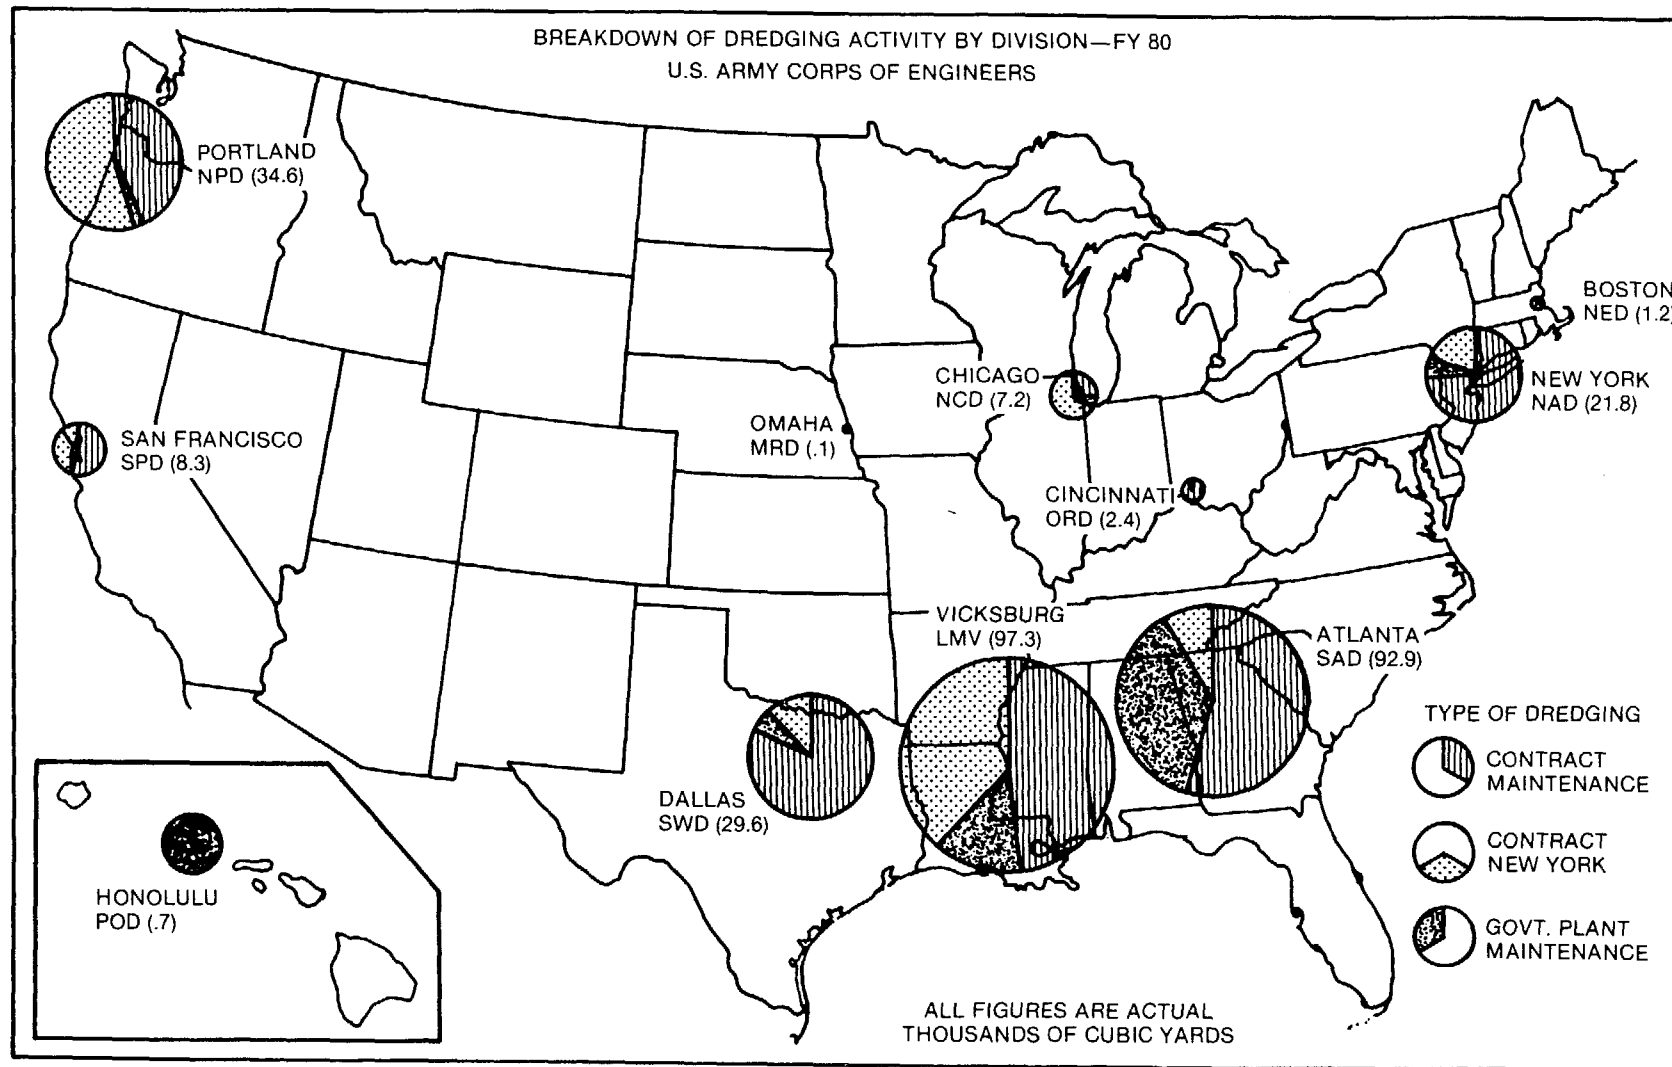 BREAKDOWN OF DREDGING ACTIVITY BY DIVISION—FY 80
U.S. ARMY CORPS OF ENGINEERS
PORTLAND
NPD (34.6)
BOSTON
NED (1.2)
CHICAGO
NCD (7.2)
NEW YORK
NAD (21.8)
OMAHA
MRD (.1)
SAN FRANCISCO
SPD (8.3)
CINCINNATI
ORD (2.4)
VICKSBURG
LMV (97.3)
ATLANTA
SAD (92.9)
DALLAS
SWD (29.6)
HONOLULU
POD (.7)
TYPE OF DREDGING
CONTRACT
MAINTENANCE
CONTRACT
NEW YORK
GOVT. PLANT
MAINTENANCE
ALL FIGURES ARE ACTUAL
THOUSANDS OF CUBIC YARDS